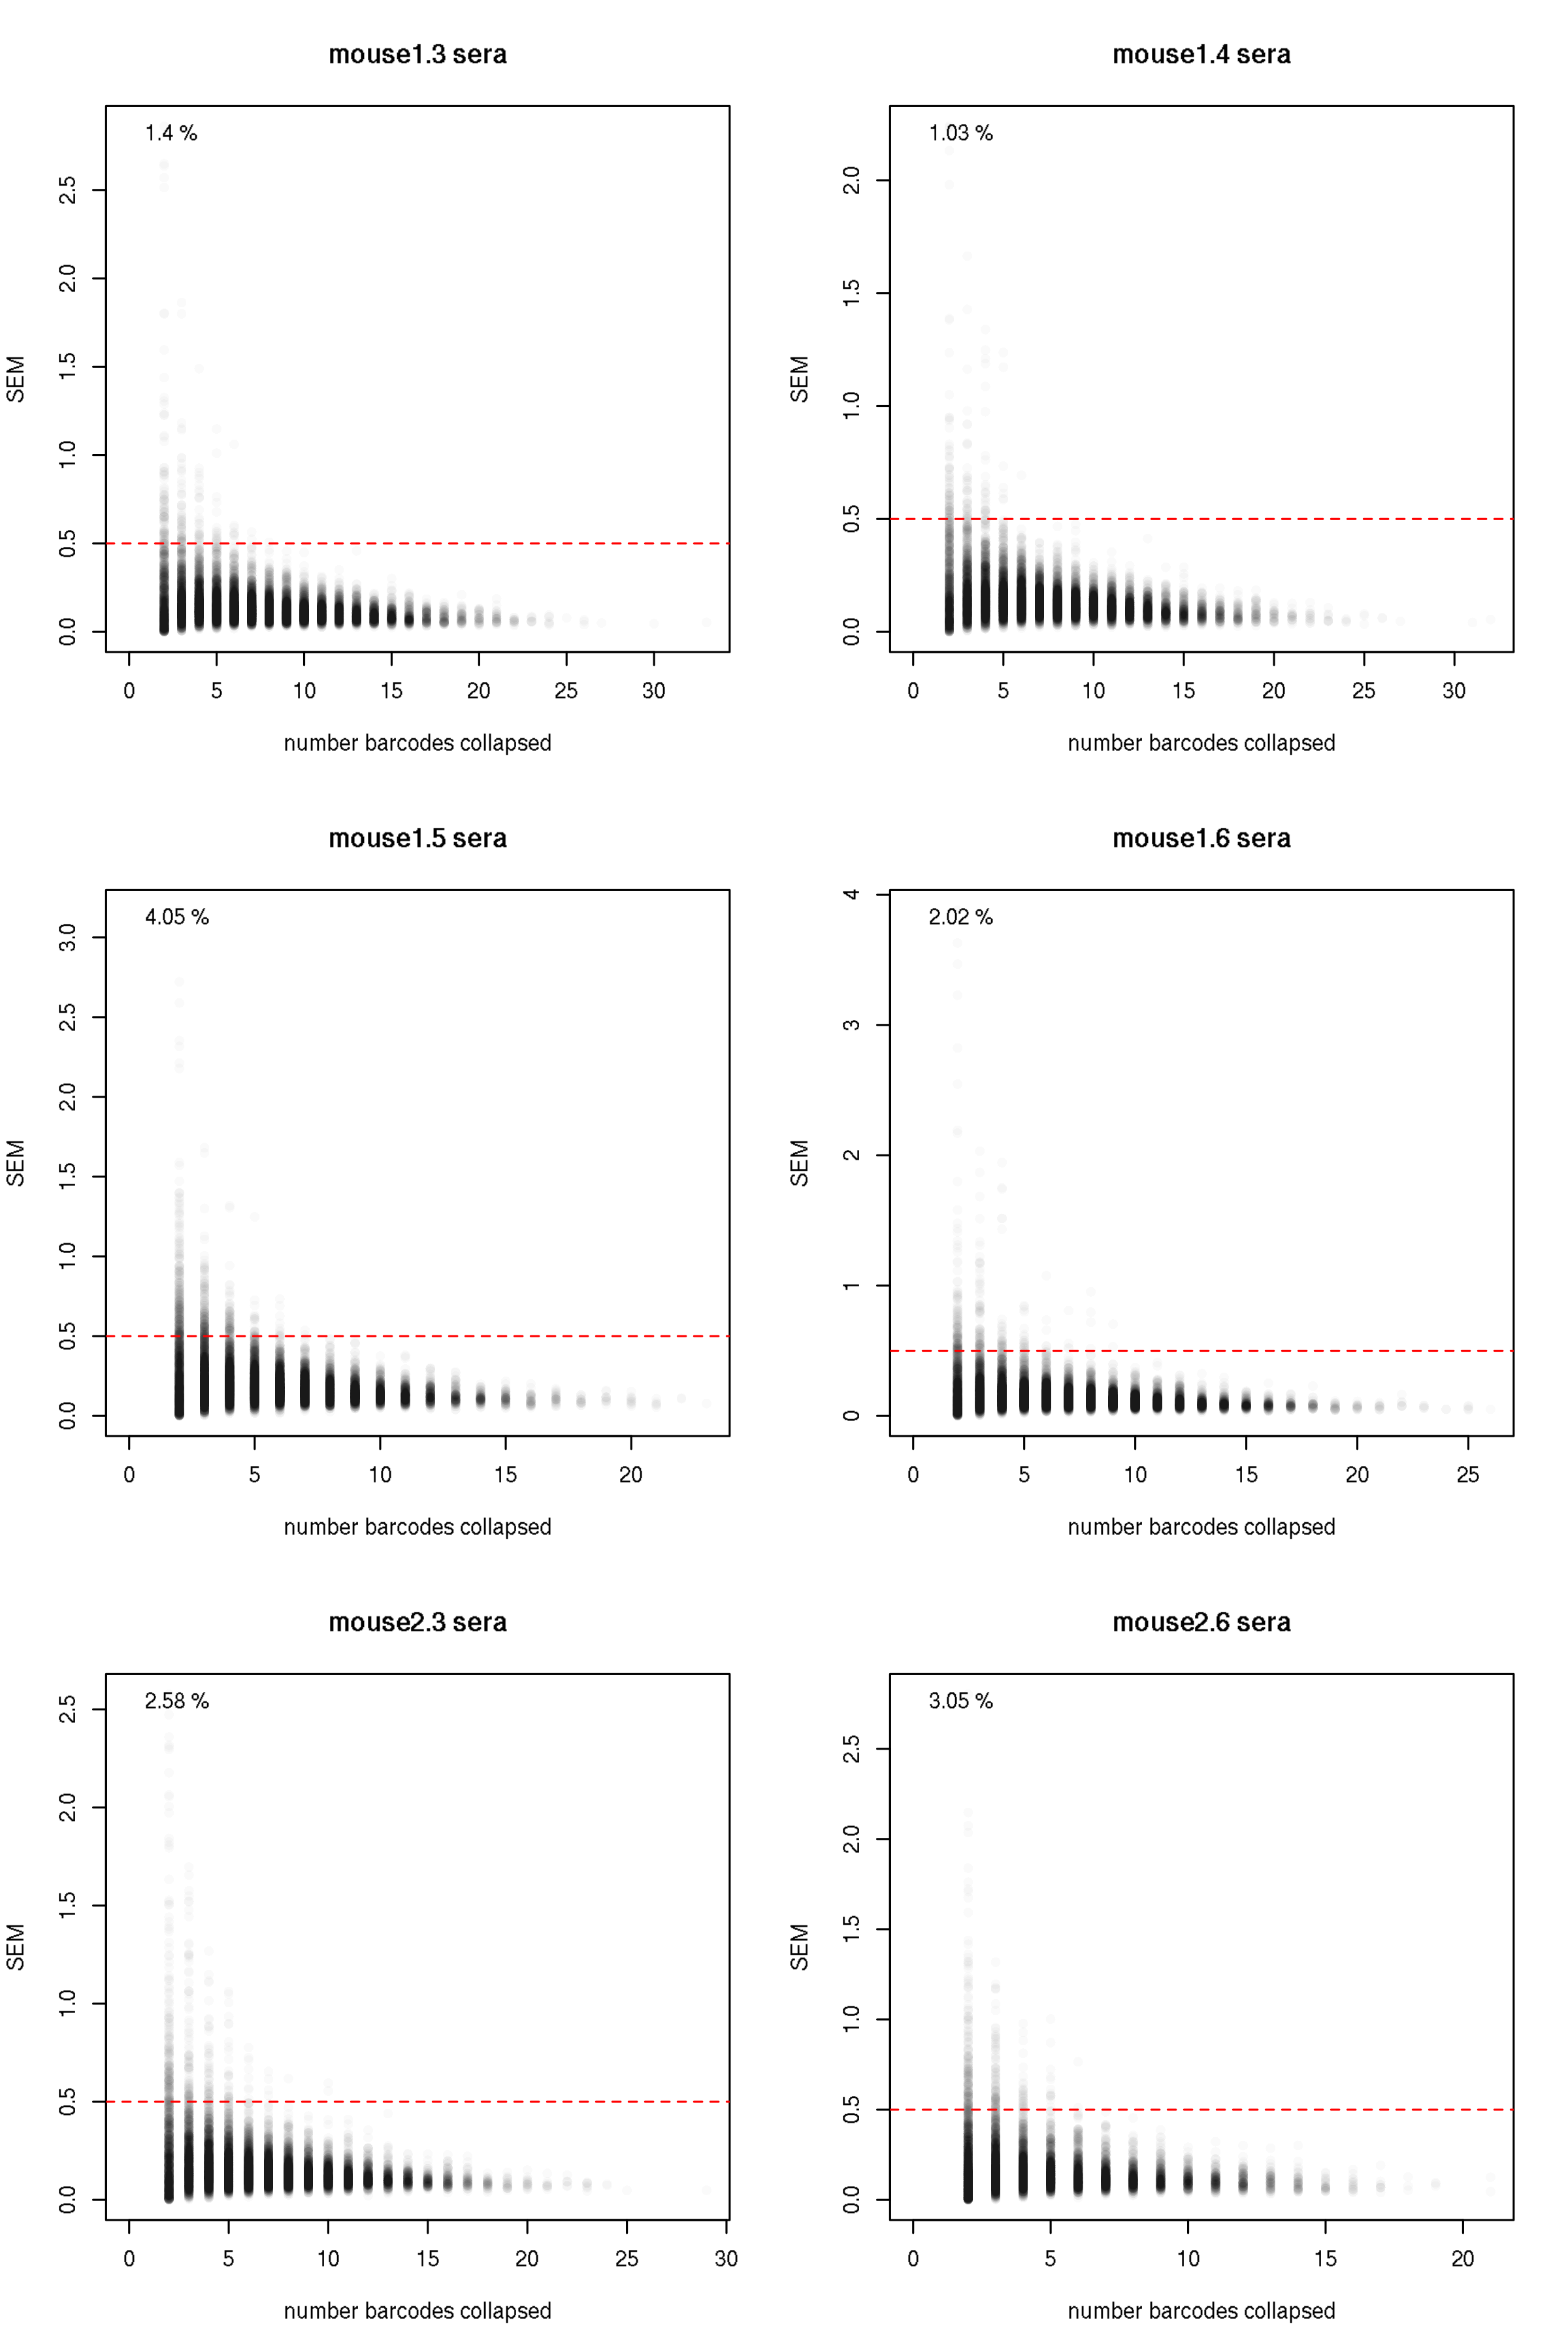 mouse1.3 sera
1.4 %
SEM
2.5
2.0
1.5
1.0
0.5
0.0
0 5 10 15 20 25 30
number barcodes collapsed
mouse1.4 sera
1.03 %
SEM
2.0
1.5
1.0
0.5
0.0
0 5 10 15 20 25 30
number barcodes collapsed
mouse1.5 sera
4.05 %
SEM
3.0
2.5
2.0
1.5
1.0
0.5
0.0
0 5 10 15 20
number barcodes collapsed
mouse1.6 sera
2.02 %
SEM
4
3
2
1
0
0 5 10 15 20 25
number barcodes collapsed
mouse2.3 sera
2.58 %
SEM
2.5
2.0
1.5
1.0
0.5
0.0
0 5 10 15 20 25 30
number barcodes collapsed
mouse2.6 sera
3.05 %
SEM
2.5
2.0
1.5
1.0
0.5
0.0
0 5 10 15 20
number barcodes collapsed